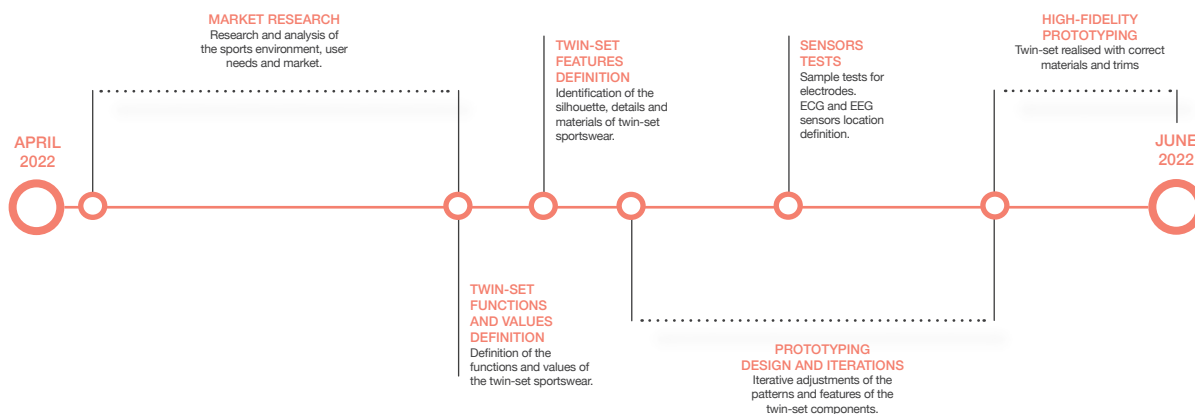 APRIL
2022
MARKET RESEARCH
Research and analysis of
the sports environment, user
needs and market.
TWIN-SET
FUNCTIONS
AND VALUES
DEFINITION
Definition of the
functions and values of
the twin-set sportswear.
TWIN-SET
FEATURES
DEFINITION
Identification of the
silhouette, details and
materials of twin-set
sportswear.
PROTOTYPING
DESIGN AND ITERATIONS
Iterative adjustments of the
patterns and features of the
twin-set components.
SENSORS
TESTS
Sample tests for
electrodes.
ECG and EEG
sensors location
definition.
HIGH-FIDELITY
PROTOTYPING
Twin-set realised with correct
materials and trims
JUNE
2022